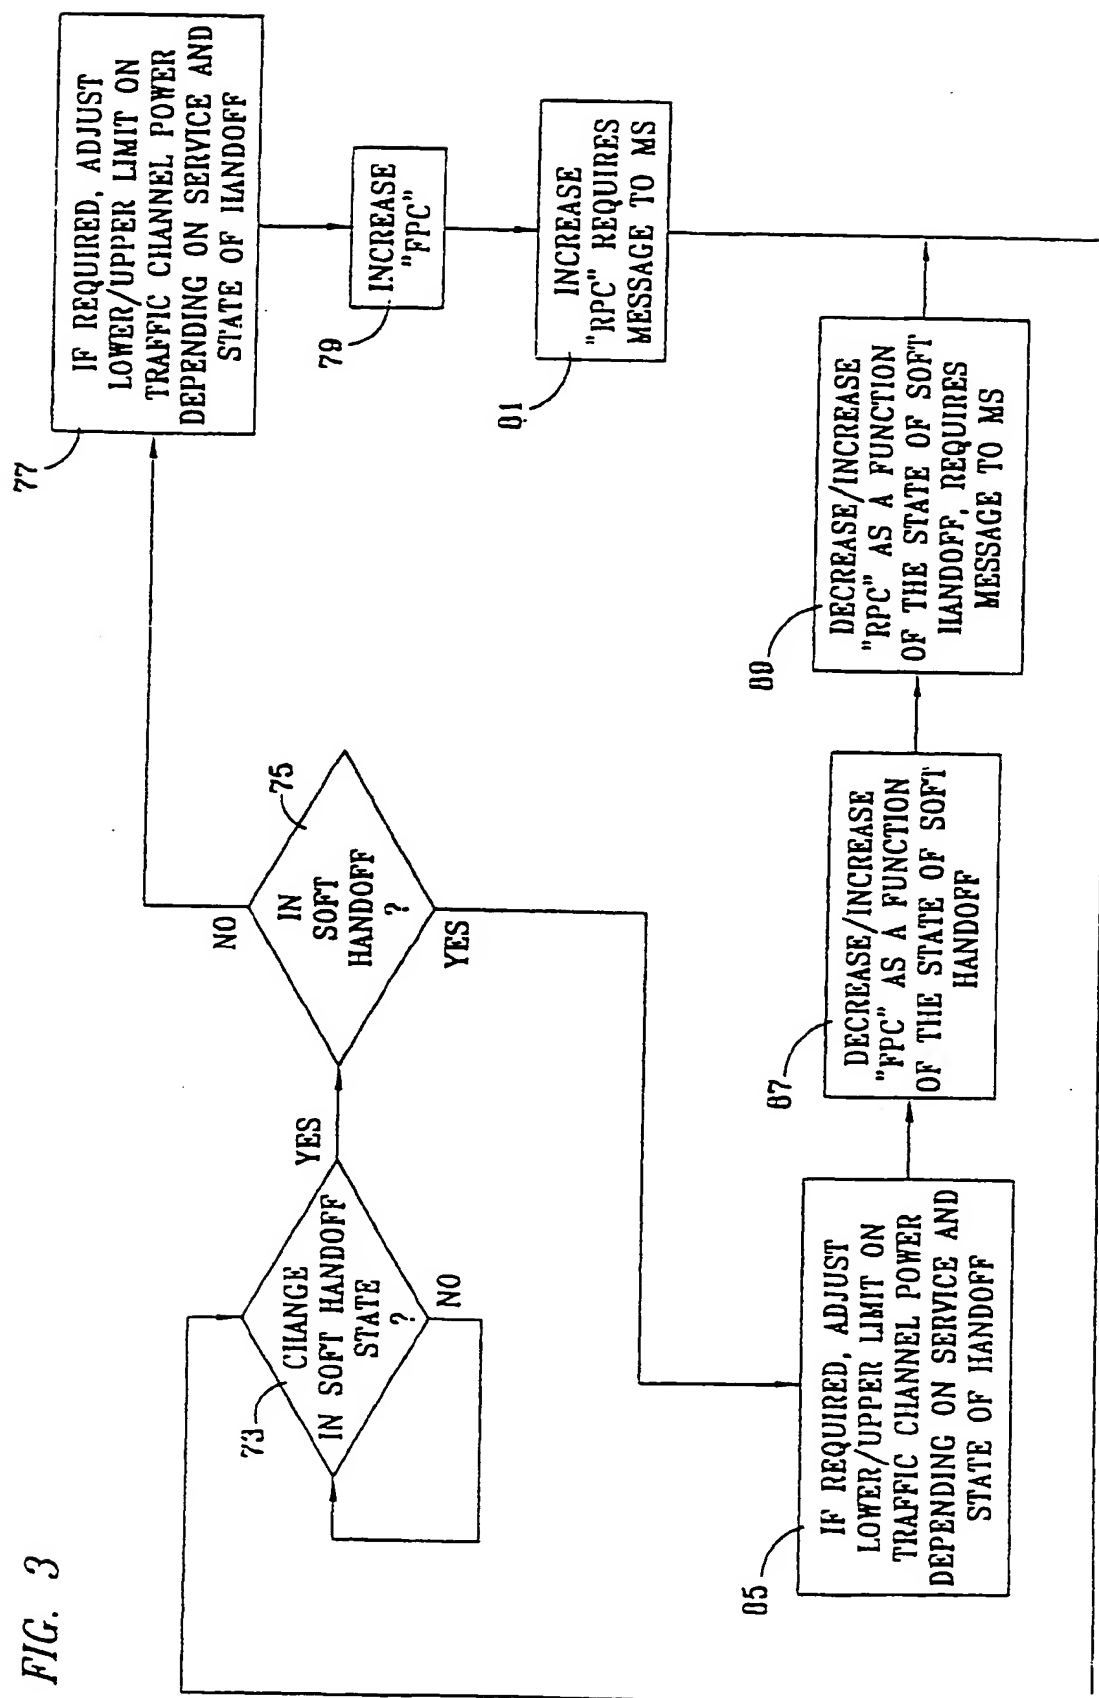 FIG. 3
73
CHANGE
IN SOFT HANDOFF
STATE
?
YES
NO
75
IN
SOFT
HANDOFF
?
NO
YES
77
IF REQUIRED, ADJUST
LOWER/UPPER LIMIT ON
TRAFFIC CHANNEL POWER
DEPENDING ON SERVICE AND
STATE OF HANDOFF
79
INCREASE
"FPC"
81
INCREASE
"RPC" REQUIRES
MESSAGE TO MS
85
IF REQUIRED, ADJUST
LOWER/UPPER LIMIT ON
TRAFFIC CHANNEL POWER
DEPENDING ON SERVICE AND
STATE OF HANDOFF
87
DECREASE/INCREASE
"FPC" AS A FUNCTION
OF THE STATE OF SOFT
HANDOFF
89
DECREASE/INCREASE
"RPC" AS A FUNCTION
OF THE STATE OF SOFT
HANDOFF, REQUIRES
MESSAGE TO MS